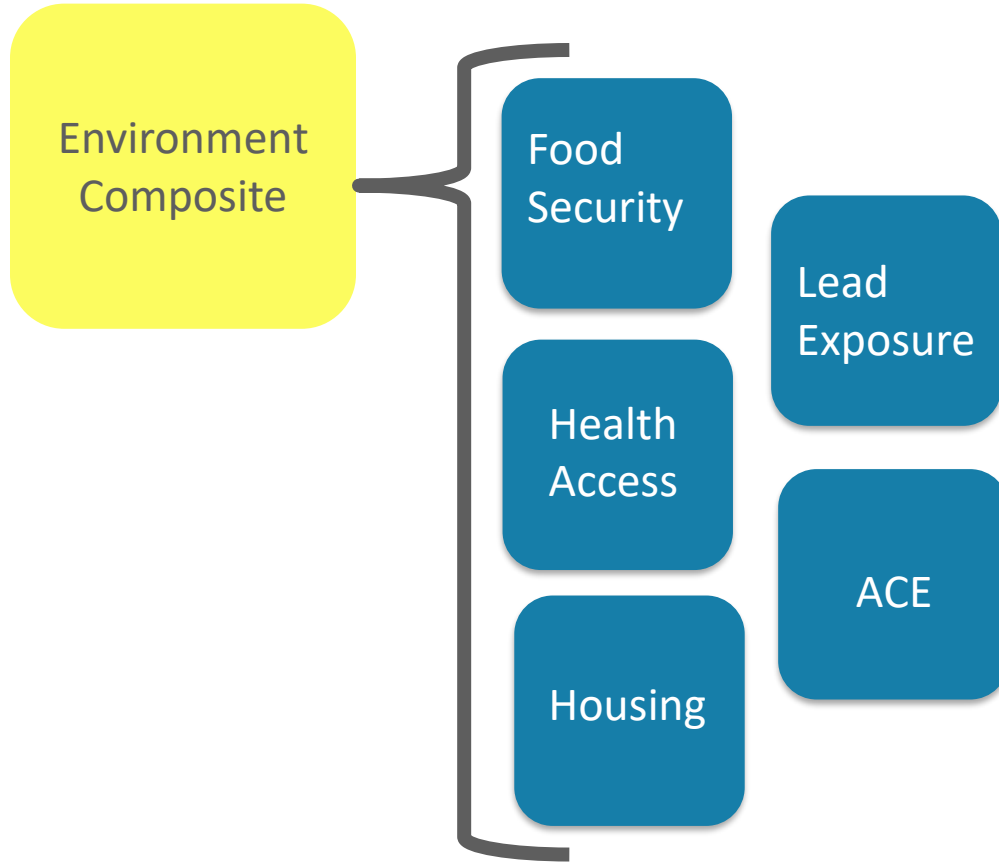 Environment
Composite
Food
Security
Lead
Exposure
Health
Access
ACE
Housing